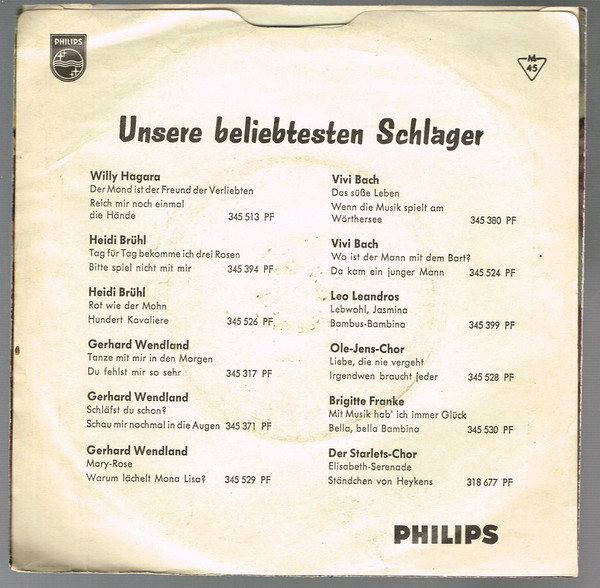 PHILIPS
M
45
Unsere beliebtesten Schlager
Willy Hagara
Der Mond ist der Freund der Verliebten
Reich mir noch einmal
die Hände 345 513 PF
Heidi Brühl
Tag für Tag bekomme ich drei Rosen
Bitte spiel nicht mit mir 345 394 PF
Heidi Brühl
Rot wie der Mohn
Hundert Kavaliere 345 526 PF
Gerhard Wendland
Tanze mit mir in den Morgen
Du fehlst mir so sehr 345 317 PF
Gerhard Wendland
Schläfst du schon?
Schau mir nochmal in die Augen 345 371 PF
Gerhard Wendland
Mary-Rose
Warum lächelt Mona Lisa? 345 529 PF
Vivi Bach
Das süße Leben
Wenn die Musik spielt am
Wörthersee 345 380 PF
Vivi Bach
Wo ist der Mann mit dem Bart?
Da kam ein junger Mann 345 524 PF
Leo Leandros
Lebwohl, Jasmina
Bambus-Bambina 345 399 PF
Ole-Jens-Chor
Liebe, die nie vergeht
Irgendwen braucht jeder 345 528 PF
Brigitte Franke
Mit Musik hab' ich immer Glück
Bella, bella Bambina 345 530 PF
Der Starlets-Chor
Elisabeth-Serenade
Ständchen von Heykens 318 677 PF
PHILIPS